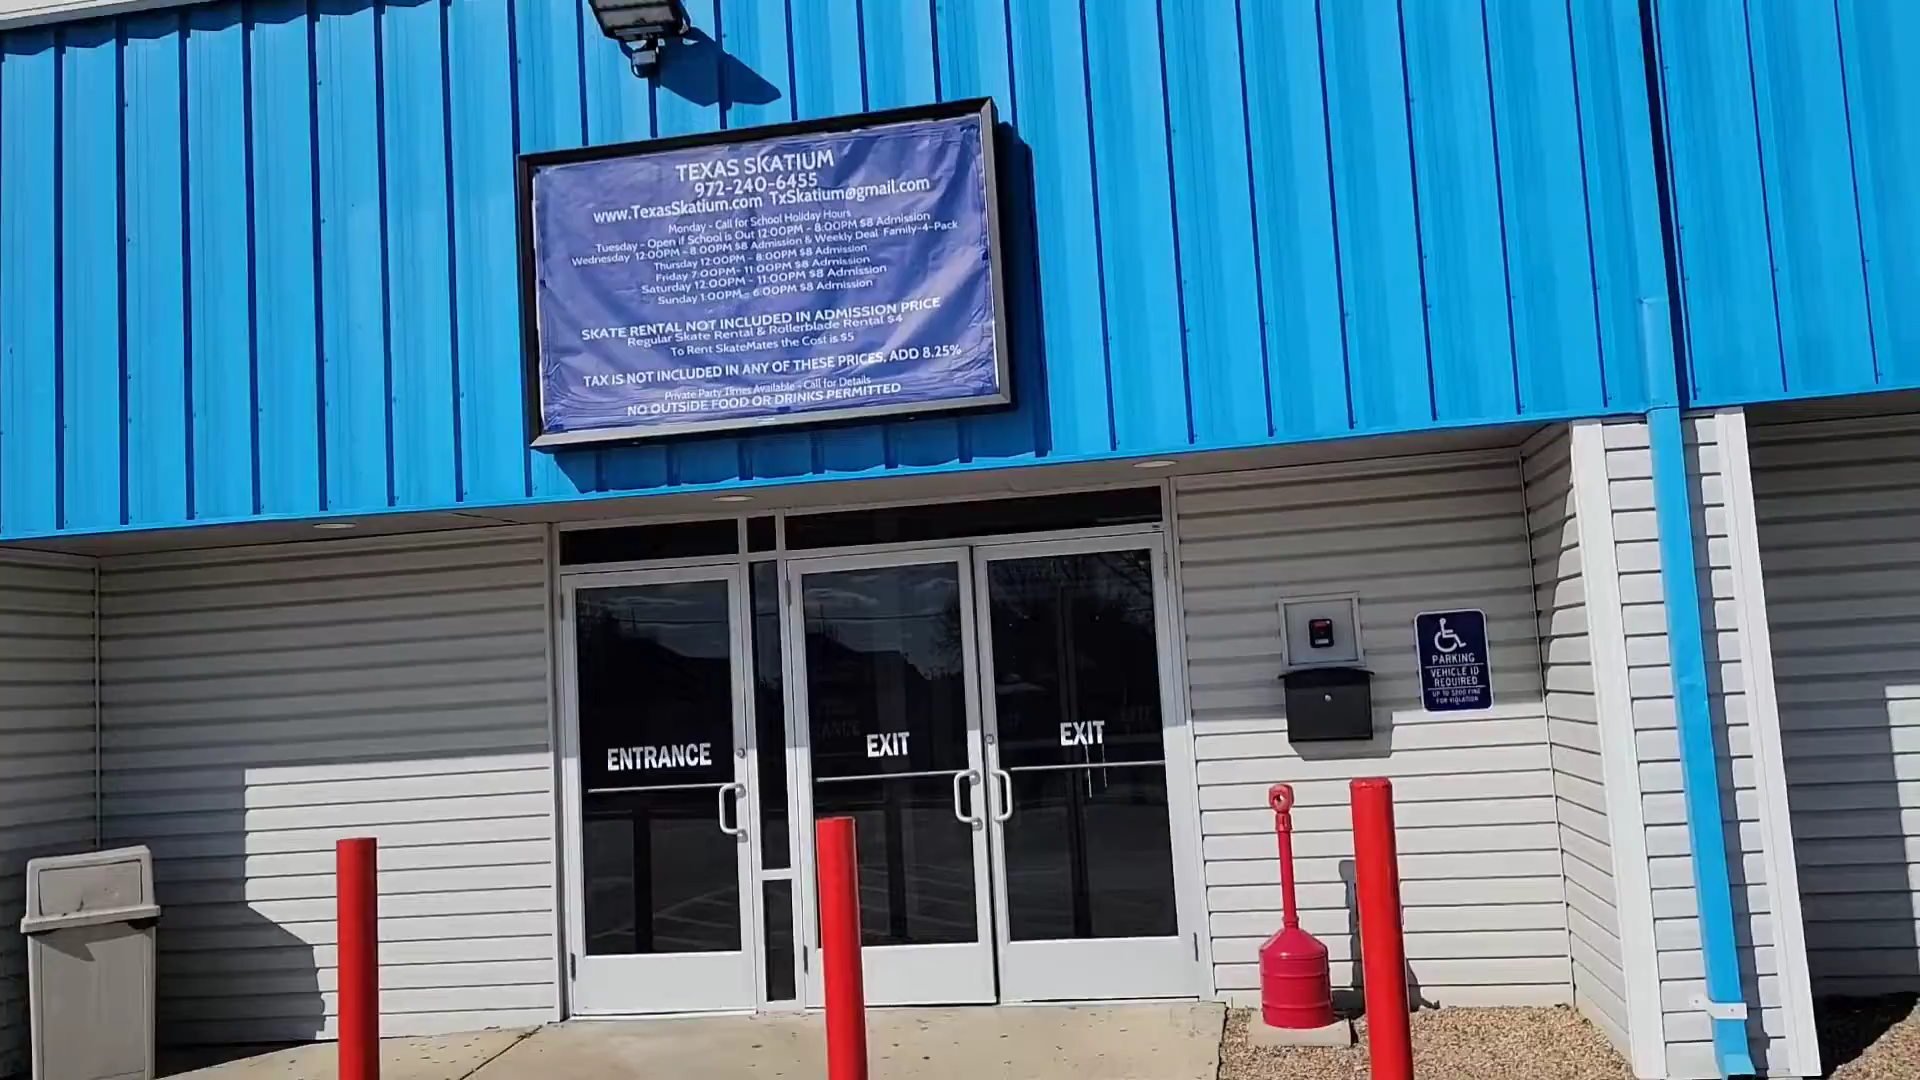 TEXAS SKATIUM
972-240-6455
www.TexasSkatium.com TxSkatium@gmail.com
Monday - Call for School Holiday Hours
Tuesday - Open if School is Out 12:00PM - 8:00PM $8 Admission
Wednesday 12:00PM - 8:00PM $8 Admission & Weekly Deal Family-4-Pack
Thursday 12:00PM - 8:00PM $8 Admission
Friday 7:00PM - 11:00PM $8 Admission
Saturday 12:00PM - 11:00PM $8 Admission
Sunday 1:00PM - 6:00PM $8 Admission
SKATE RENTAL NOT INCLUDED IN ADMISSION PRICE
Regular Skate Rental & Rollerblade Rental $4
To Rent SkateMates the Cost is $5
TAX IS NOT INCLUDED IN ANY OF THESE PRICES, ADD 8.25%
Private Party Times Available - Call for Details
NO OUTSIDE FOOD OR DRINKS PERMITTED
ENTRANCE
EXIT
EXIT
PARKING
VEHICLE ID
REQUIRED
UP TO $200 FINE
FOR VIOLATION